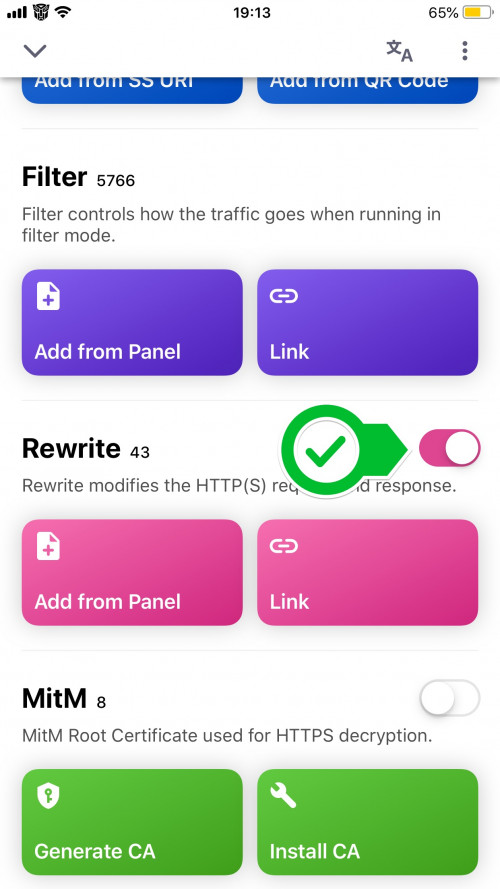 19:13
65%
文A
Add from SS URI
Add from QR Code
Filter 5766
Filter controls how the traffic goes when running in
filter mode.
Add from Panel
Link
Rewrite 43
Rewrite modifies the HTTP(S) req d response.
Add from Panel
Link
MitM 8
MitM Root Certificate used for HTTPS decryption.
Generate CA
Install CA